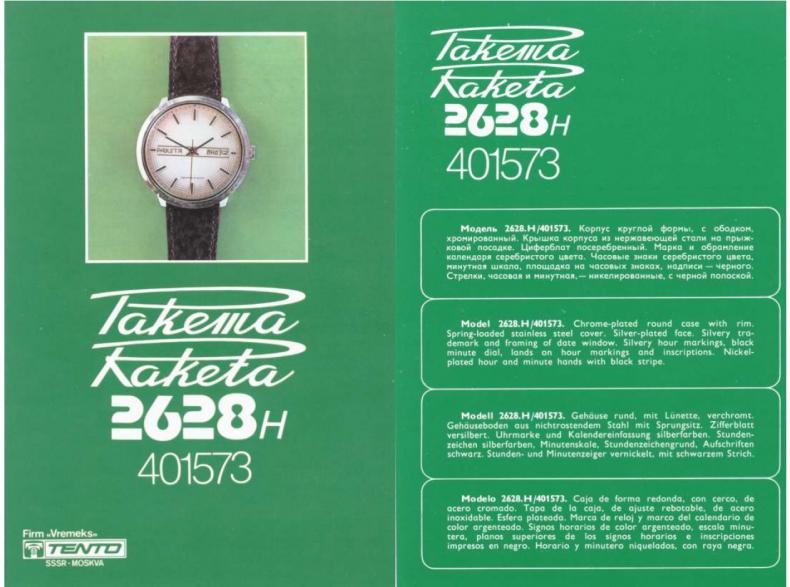 РАКЕТА
Ракета
Raketa
2628H
401573
Firm «Vremeks»
TENTO
SSSR - MOSKVA
Ракета
Raketa
2628H
401573
Модель 2628.H/401573. Корпус круглой формы, с ободком,
хромированный. Крышка корпуса из нержавеющей стали на прыж-
ковой посадке. Циферблат посеребренный. Марка и обрамление
календаря серебристого цвета. Часовые знаки серебристого цвета,
минутная шкала, площадка на часовых знаках, надписи — черного.
Стрелки, часовая и минутная,— никелированные, с черной полоской.
Model 2628.H/401573. Chrome-plated round case with rim.
Spring-loaded stainless steel cover. Silver-plated face. Silvery tra-
demark and framing of date window. Silvery hour markings, black
minute dial, lands on hour markings and inscriptions. Nickel-
plated hour and minute hands with black stripe.
Modell 2628.H/401573. Gehäuse rund, mit Lünette, verchromt.
Gehäuseboden aus nichtrostendem Stahl mit Sprungsitz. Zifferblatt
versilbert. Uhrmarke und Kalendereinfassung silberfarben. Stunden-
zeichen silberfarben, Minutenskale, Stundenzeichengrund, Aufschriften
schwarz. Stunden- und Minutenzeiger vernickelt, mit schwarzem Strich.
Modelo 2628.H/401573. Caja de forma redonda, con cerco, de
acero cromado. Tapa de la caja, de ajuste rebotable, de acero
inoxidable. Esfera plateada. Marca de reloj y marco del calendario de
color argenteado. Signos horarios de color argenteado, escala minu-
tera, planos superiores de los signos horarios e inscripciones
impresos en negro. Horario y minutero niquelados, con raya negra.